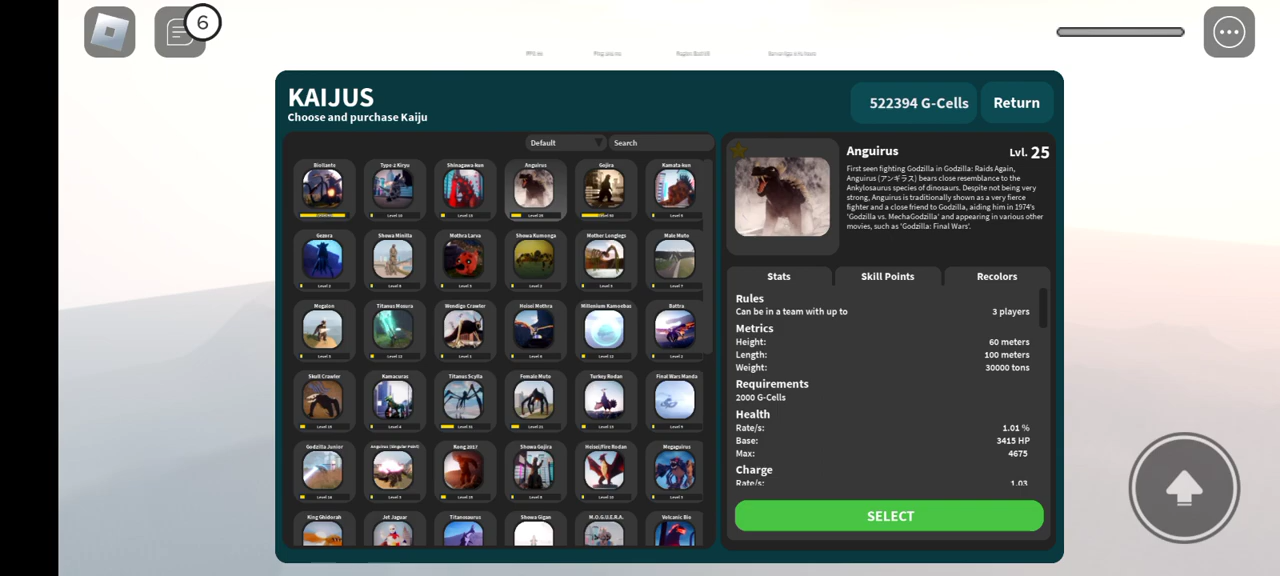 6
KAIJUS
Choose and purchase Kaiju
522394 G-Cells
Return
Default
Search
Biollante
Type-2 Kiryu
Shinagawa-kun
Anguirus
Gojira
Kamata-kun
Level 25
Gezora
Showa Minilla
Mothra Larva
Showa Kumonga
Mother Longlegs
Male Muto
Megalon
Titanus Mosura
Wendigo Crawler
Heisei Mothra
Millenium Kamoebas
Battra
Skull Crawler
Kamacuras
Titanus Scylla
Female Muto
Turkey Rodan
Final Wars Manda
Godzilla Junior
Anguirus (Singular Point)
Kong 2017
Showa Gojira
Heisei/Fire Rodan
Megaguirus
King Ghidorah
Jet Jaguar
Titanosaurus
Showa Gigan
M.O.G.U.E.R.A.
Volcanic Bio
Anguirus
Lvl. 25
First seen fighting Godzilla in Godzilla: Raids Again,
Anguirus (アンギラス) bears close resemblance to the
Ankylosaurus species of dinosaurs. Despite not being very
strong, Anguirus is traditionally shown as a very fierce
fighter and a close friend to Godzilla, aiding him in 1974's
'Godzilla vs. MechaGodzilla' and appearing in various other
movies, such as 'Godzilla: Final Wars'.
Stats
Skill Points
Recolors
Rules
Can be in a team with up to 3 players
Metrics
Height: 60 meters
Length: 100 meters
Weight: 30000 tons
Requirements
2000 G-Cells
Health
Rate/s: 1.01 %
Base: 3415 HP
Max: 4675
Charge
Rate/s: 1.03
SELECT